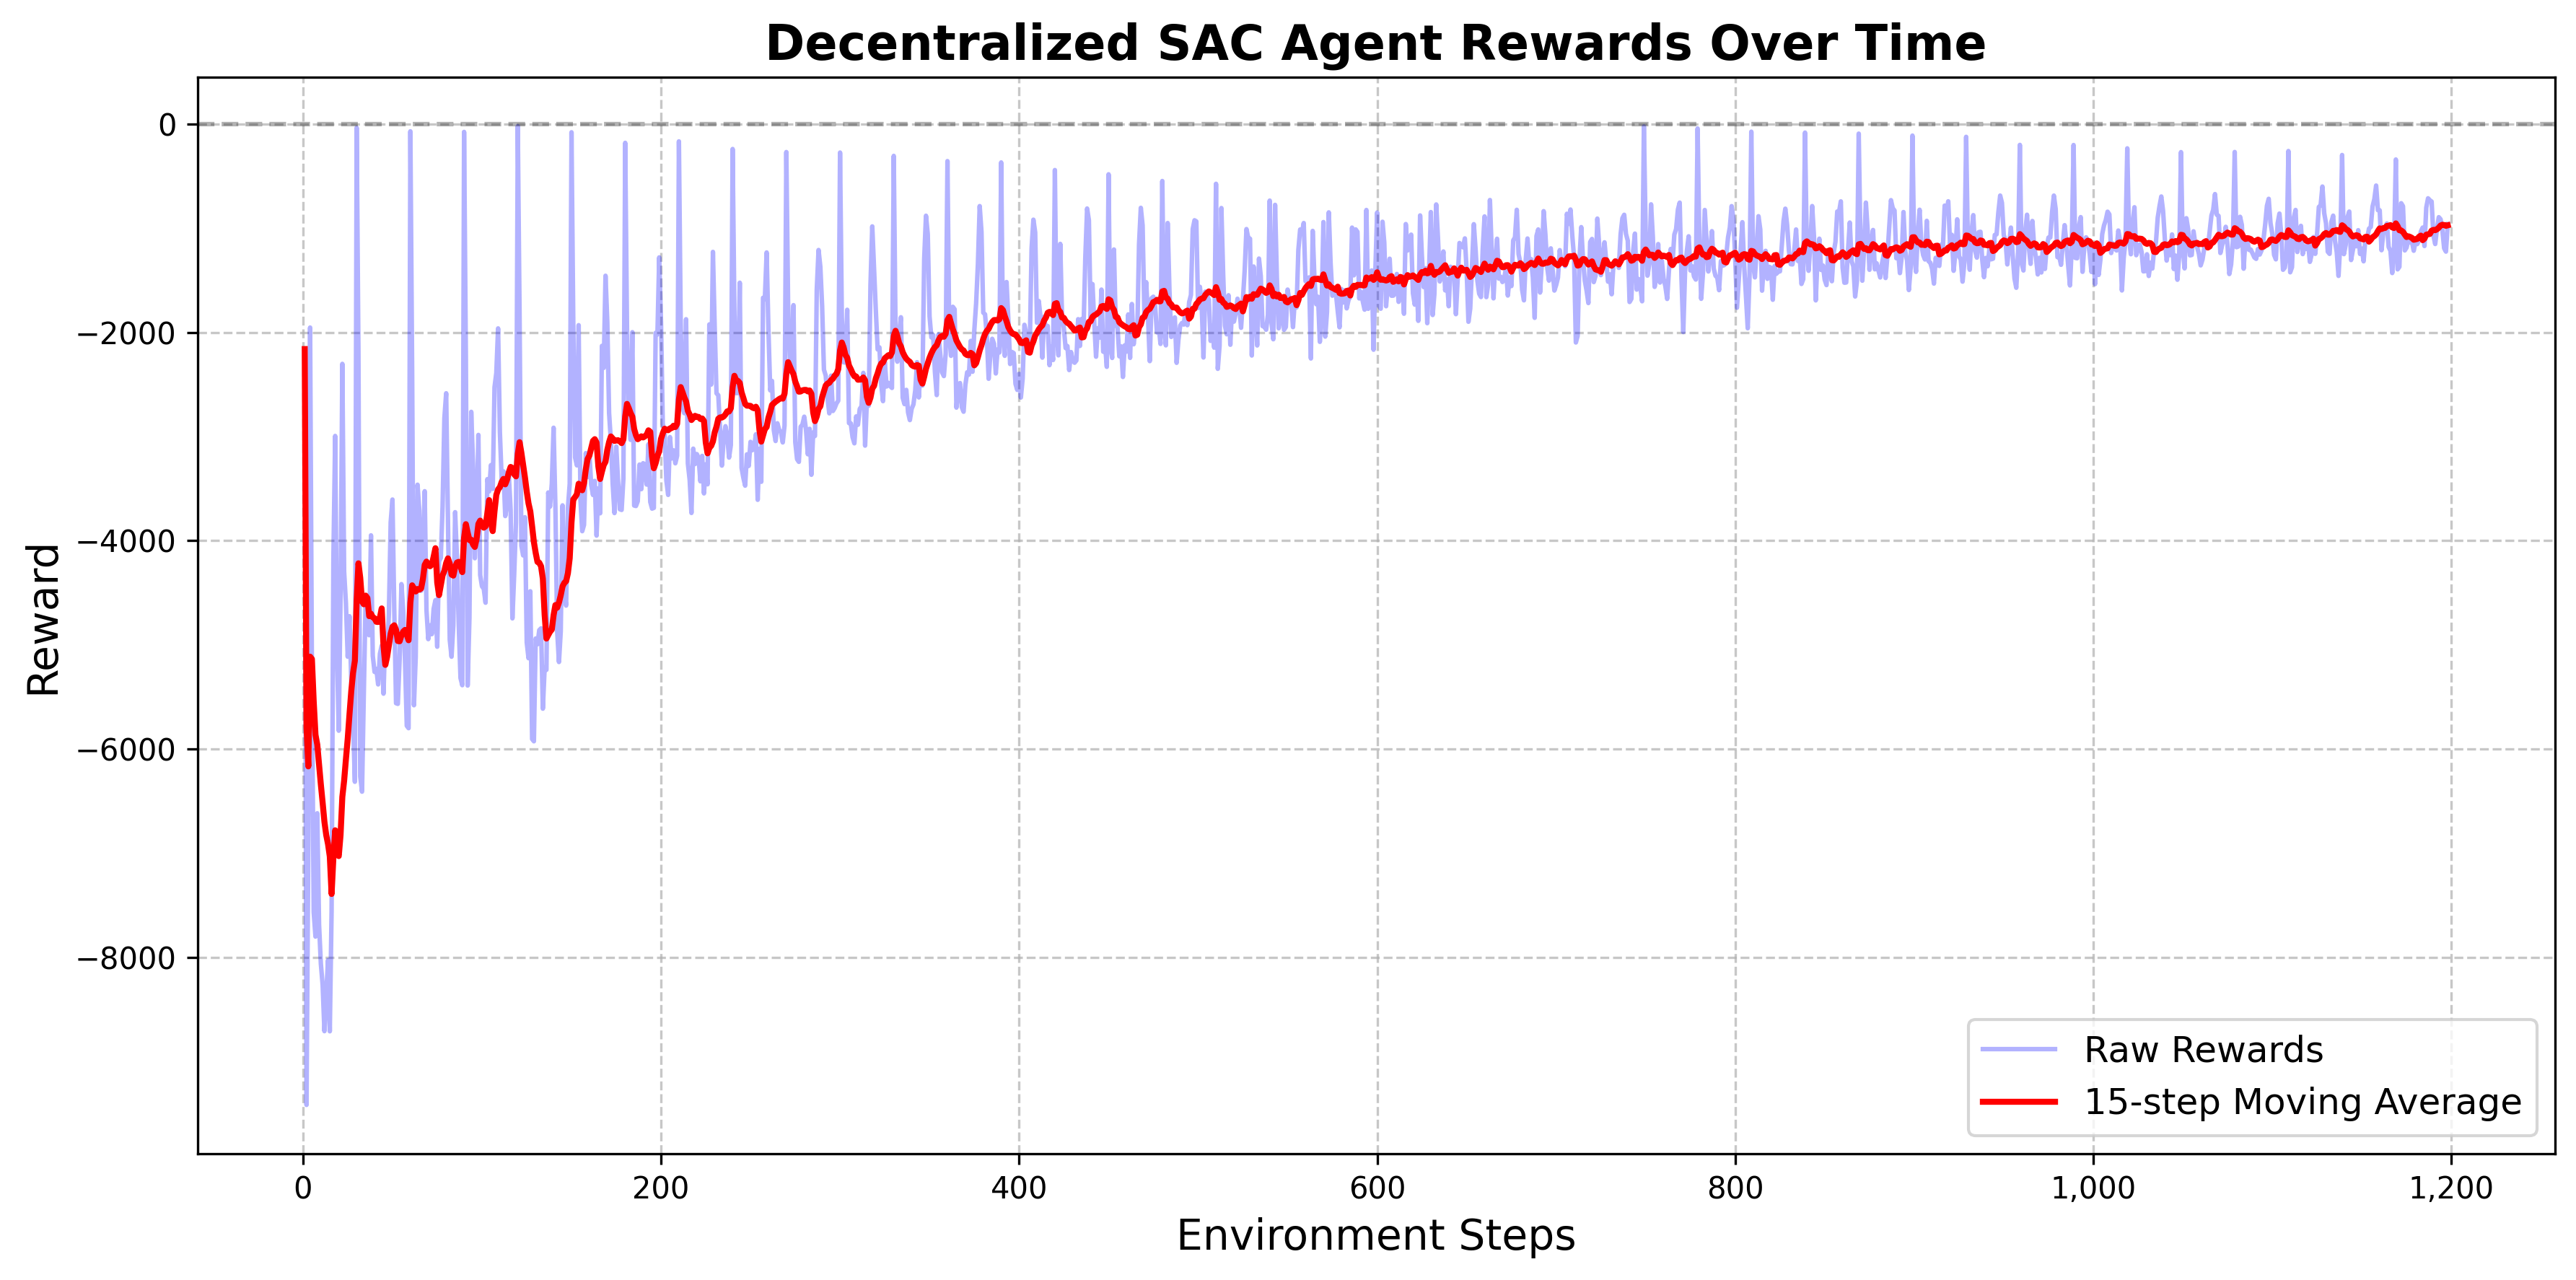 Decentralized SAC Agent Rewards Over Time
0
−2000
−4000
−6000
−8000
Reward
0
200
400
600
800
1,000
1,200
Environment Steps
Raw Rewards
15-step Moving Average